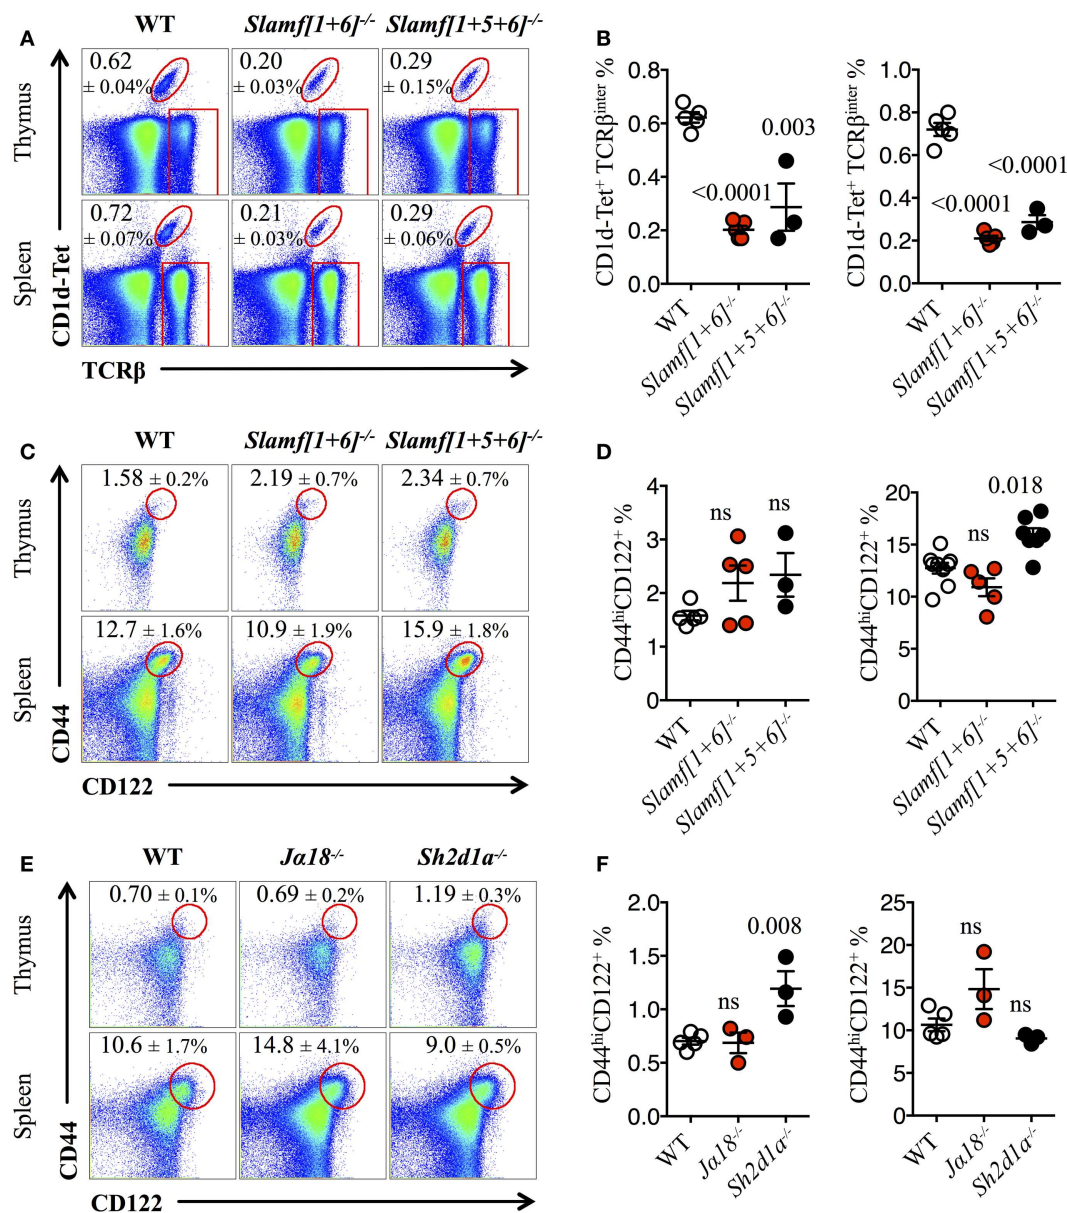 A
WT
Slamf[1+6]-/-
Slamf[1+5+6]-/-
Thymus
0.62
± 0.04%
0.20
± 0.03%
0.29
± 0.15%
Spleen
0.72
± 0.07%
0.21
± 0.03%
0.29
± 0.06%
CD1d-Tet
TCRβ
B
CD1d-Tet+ TCRβinter %
0.8
0.6
0.4
0.2
0.0
<0.0001
0.003
WT
Slamf[1+6]-/-
Slamf[1+5+6]-/-
CD1d-Tet+ TCRβinter %
1.0
0.8
0.6
0.4
0.2
0.0
<0.0001
<0.0001
WT
Slamf[1+6]-/-
Slamf[1+5+6]-/-
C
WT
Slamf[1+6]-/-
Slamf[1+5+6]-/-
Thymus
1.58 ± 0.2%
2.19 ± 0.7%
2.34 ± 0.7%
Spleen
12.7 ± 1.6%
10.9 ± 1.9%
15.9 ± 1.8%
CD44
CD122
D
CD44hiCD122+ %
4
3
2
1
0
ns
ns
WT
Slamf[1+6]-/-
Slamf[1+5+6]-/-
CD44hiCD122+ %
20
15
10
5
0
ns
0.018
WT
Slamf[1+6]-/-
Slamf[1+5+6]-/-
E
WT
Jα18-/-
Sh2d1a-/-
Thymus
0.70 ± 0.1%
0.69 ± 0.2%
1.19 ± 0.3%
Spleen
10.6 ± 1.7%
14.8 ± 4.1%
9.0 ± 0.5%
CD44
CD122
F
CD44hiCD122+ %
2.0
1.5
1.0
0.5
0.0
ns
0.008
WT
Jα18-/-
Sh2d1a-/-
CD44hiCD122+ %
25
20
15
10
5
0
ns
ns
WT
Jα18-/-
Sh2d1a-/-